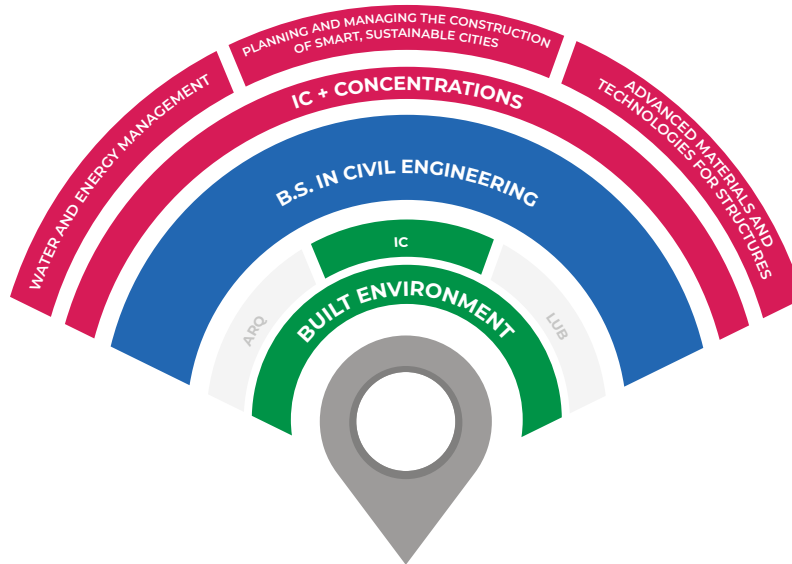 WATER AND ENERGY MANAGEMENT
PLANNING AND MANAGING THE CONSTRUCTION
OF SMART, SUSTAINABLE CITIES
ADVANCED MATERIALS AND
TECHNOLOGIES FOR STRUCTURES
IC + CONCENTRATIONS
B.S. IN CIVIL ENGINEERING
ARQ
IC
LUB
BUILT ENVIRONMENT